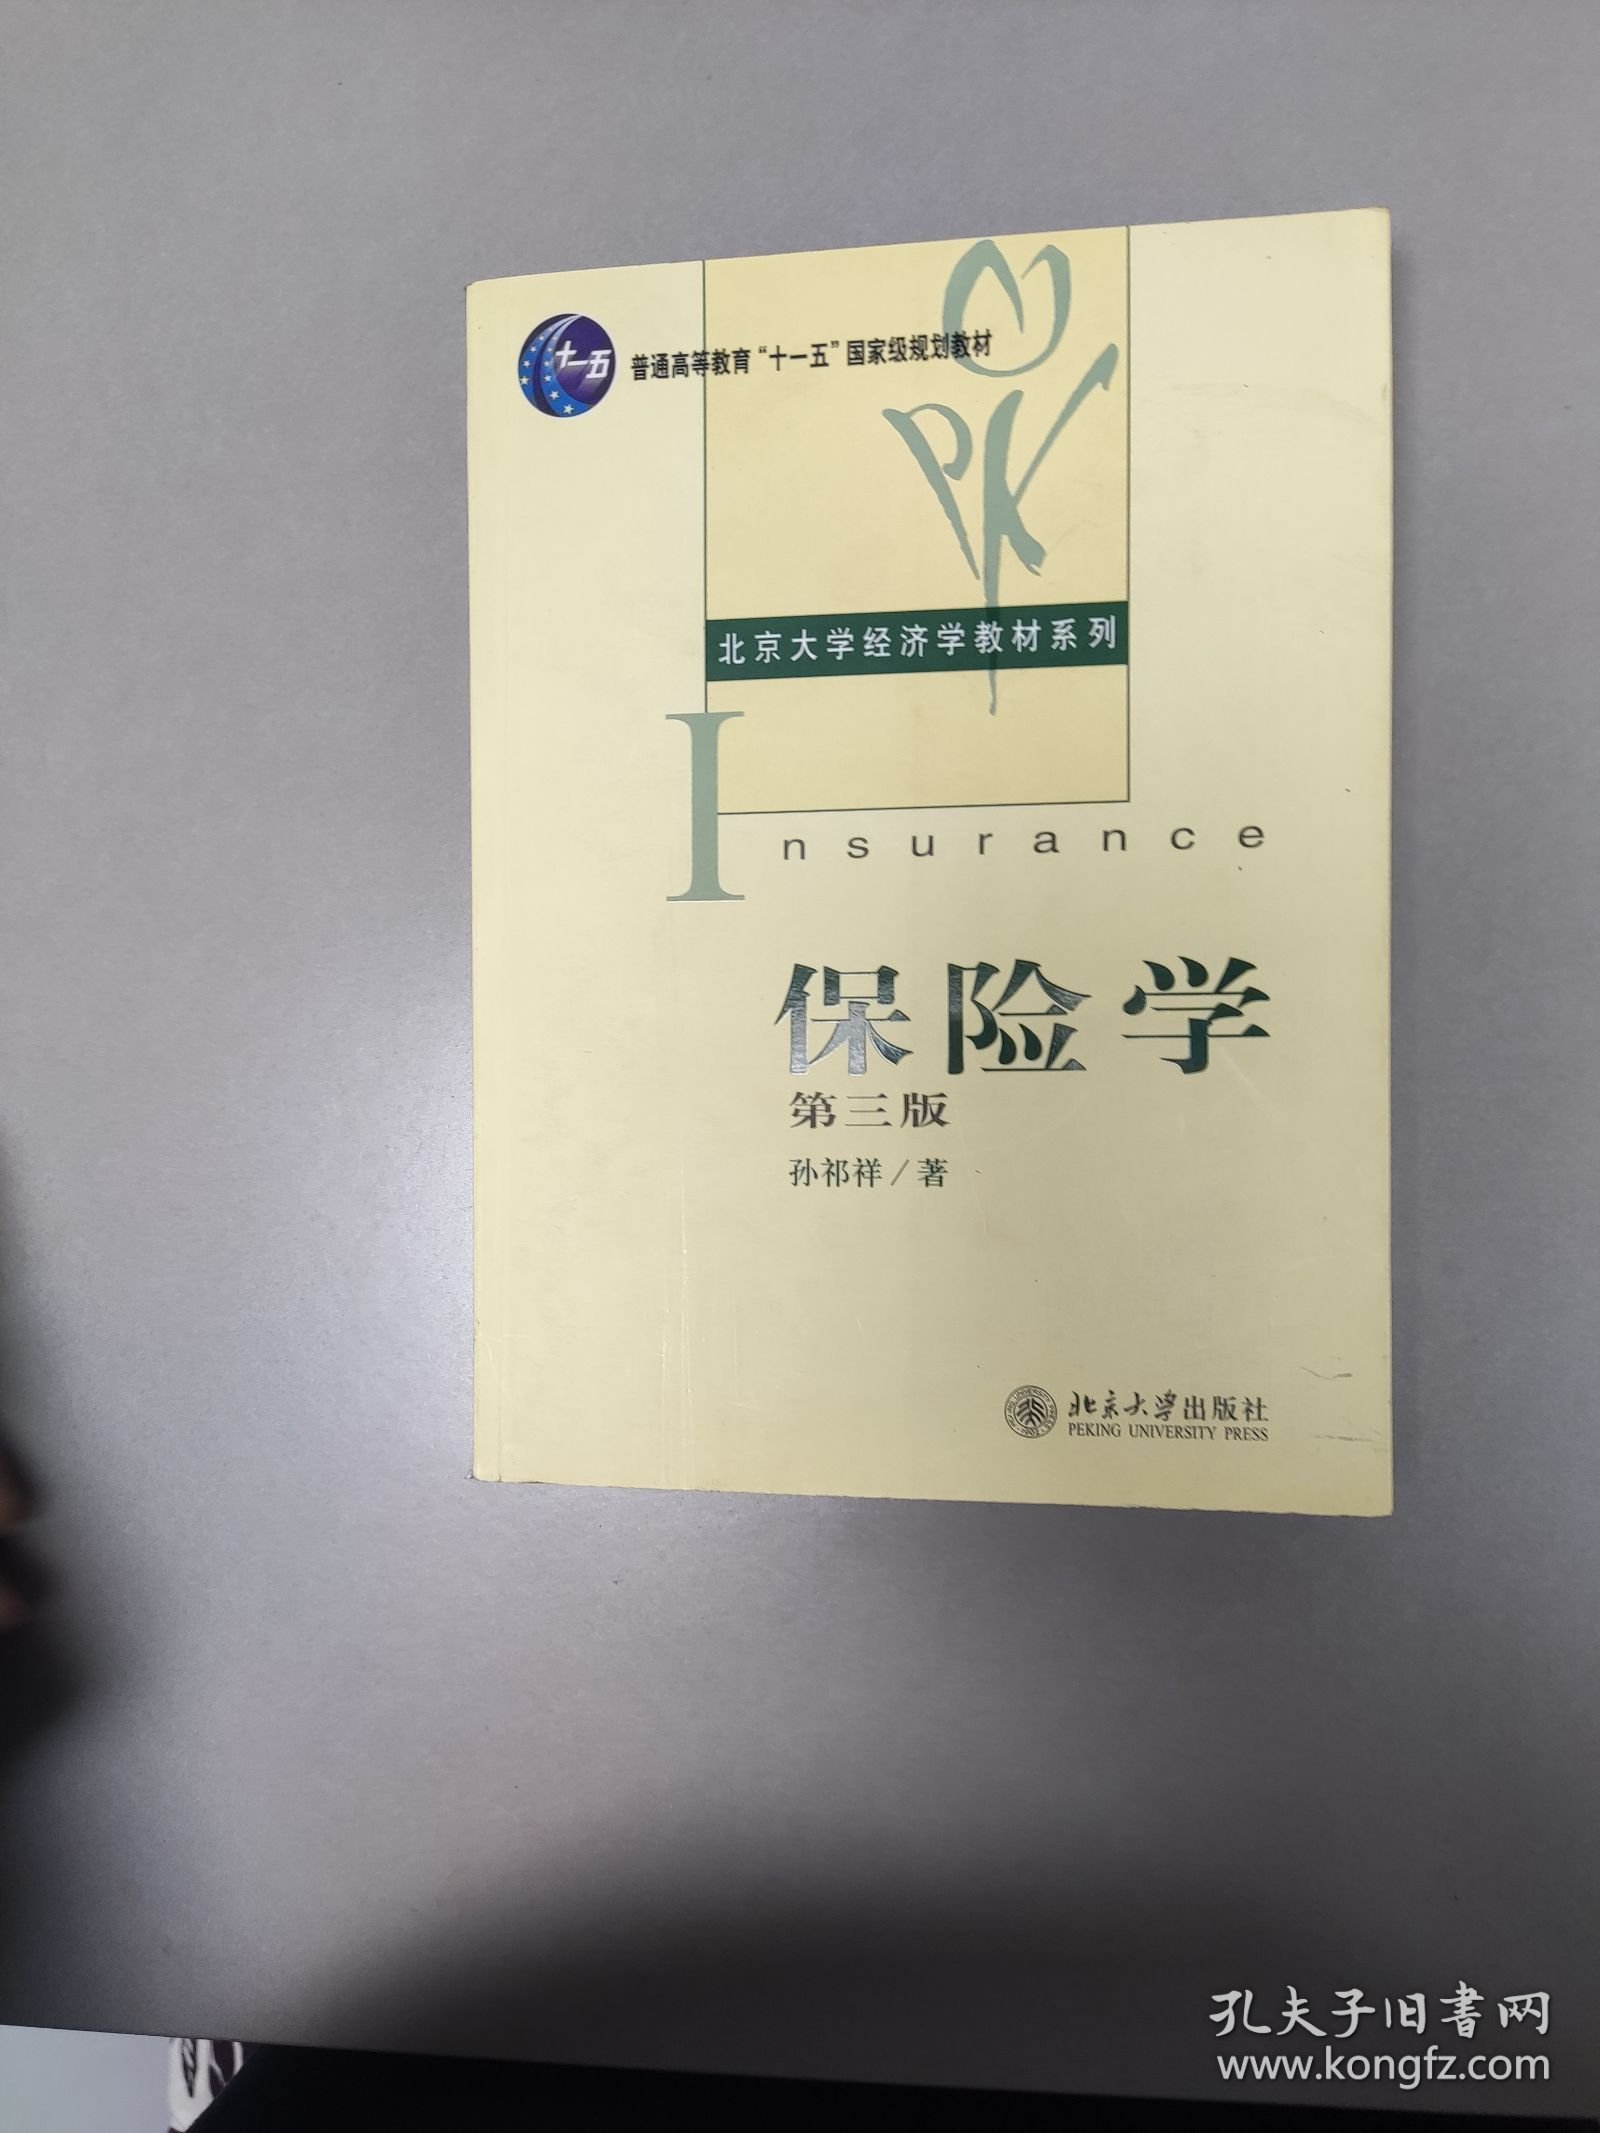 十一五
普通高等教育“十一五”国家级规划教材
PKU
北京大学经济学教材系列
Insurance
保险学
第三版
孙祁祥/著
北京大学出版社
PEKING UNIVERSITY PRESS
孔夫子旧书网
www.kongfz.com